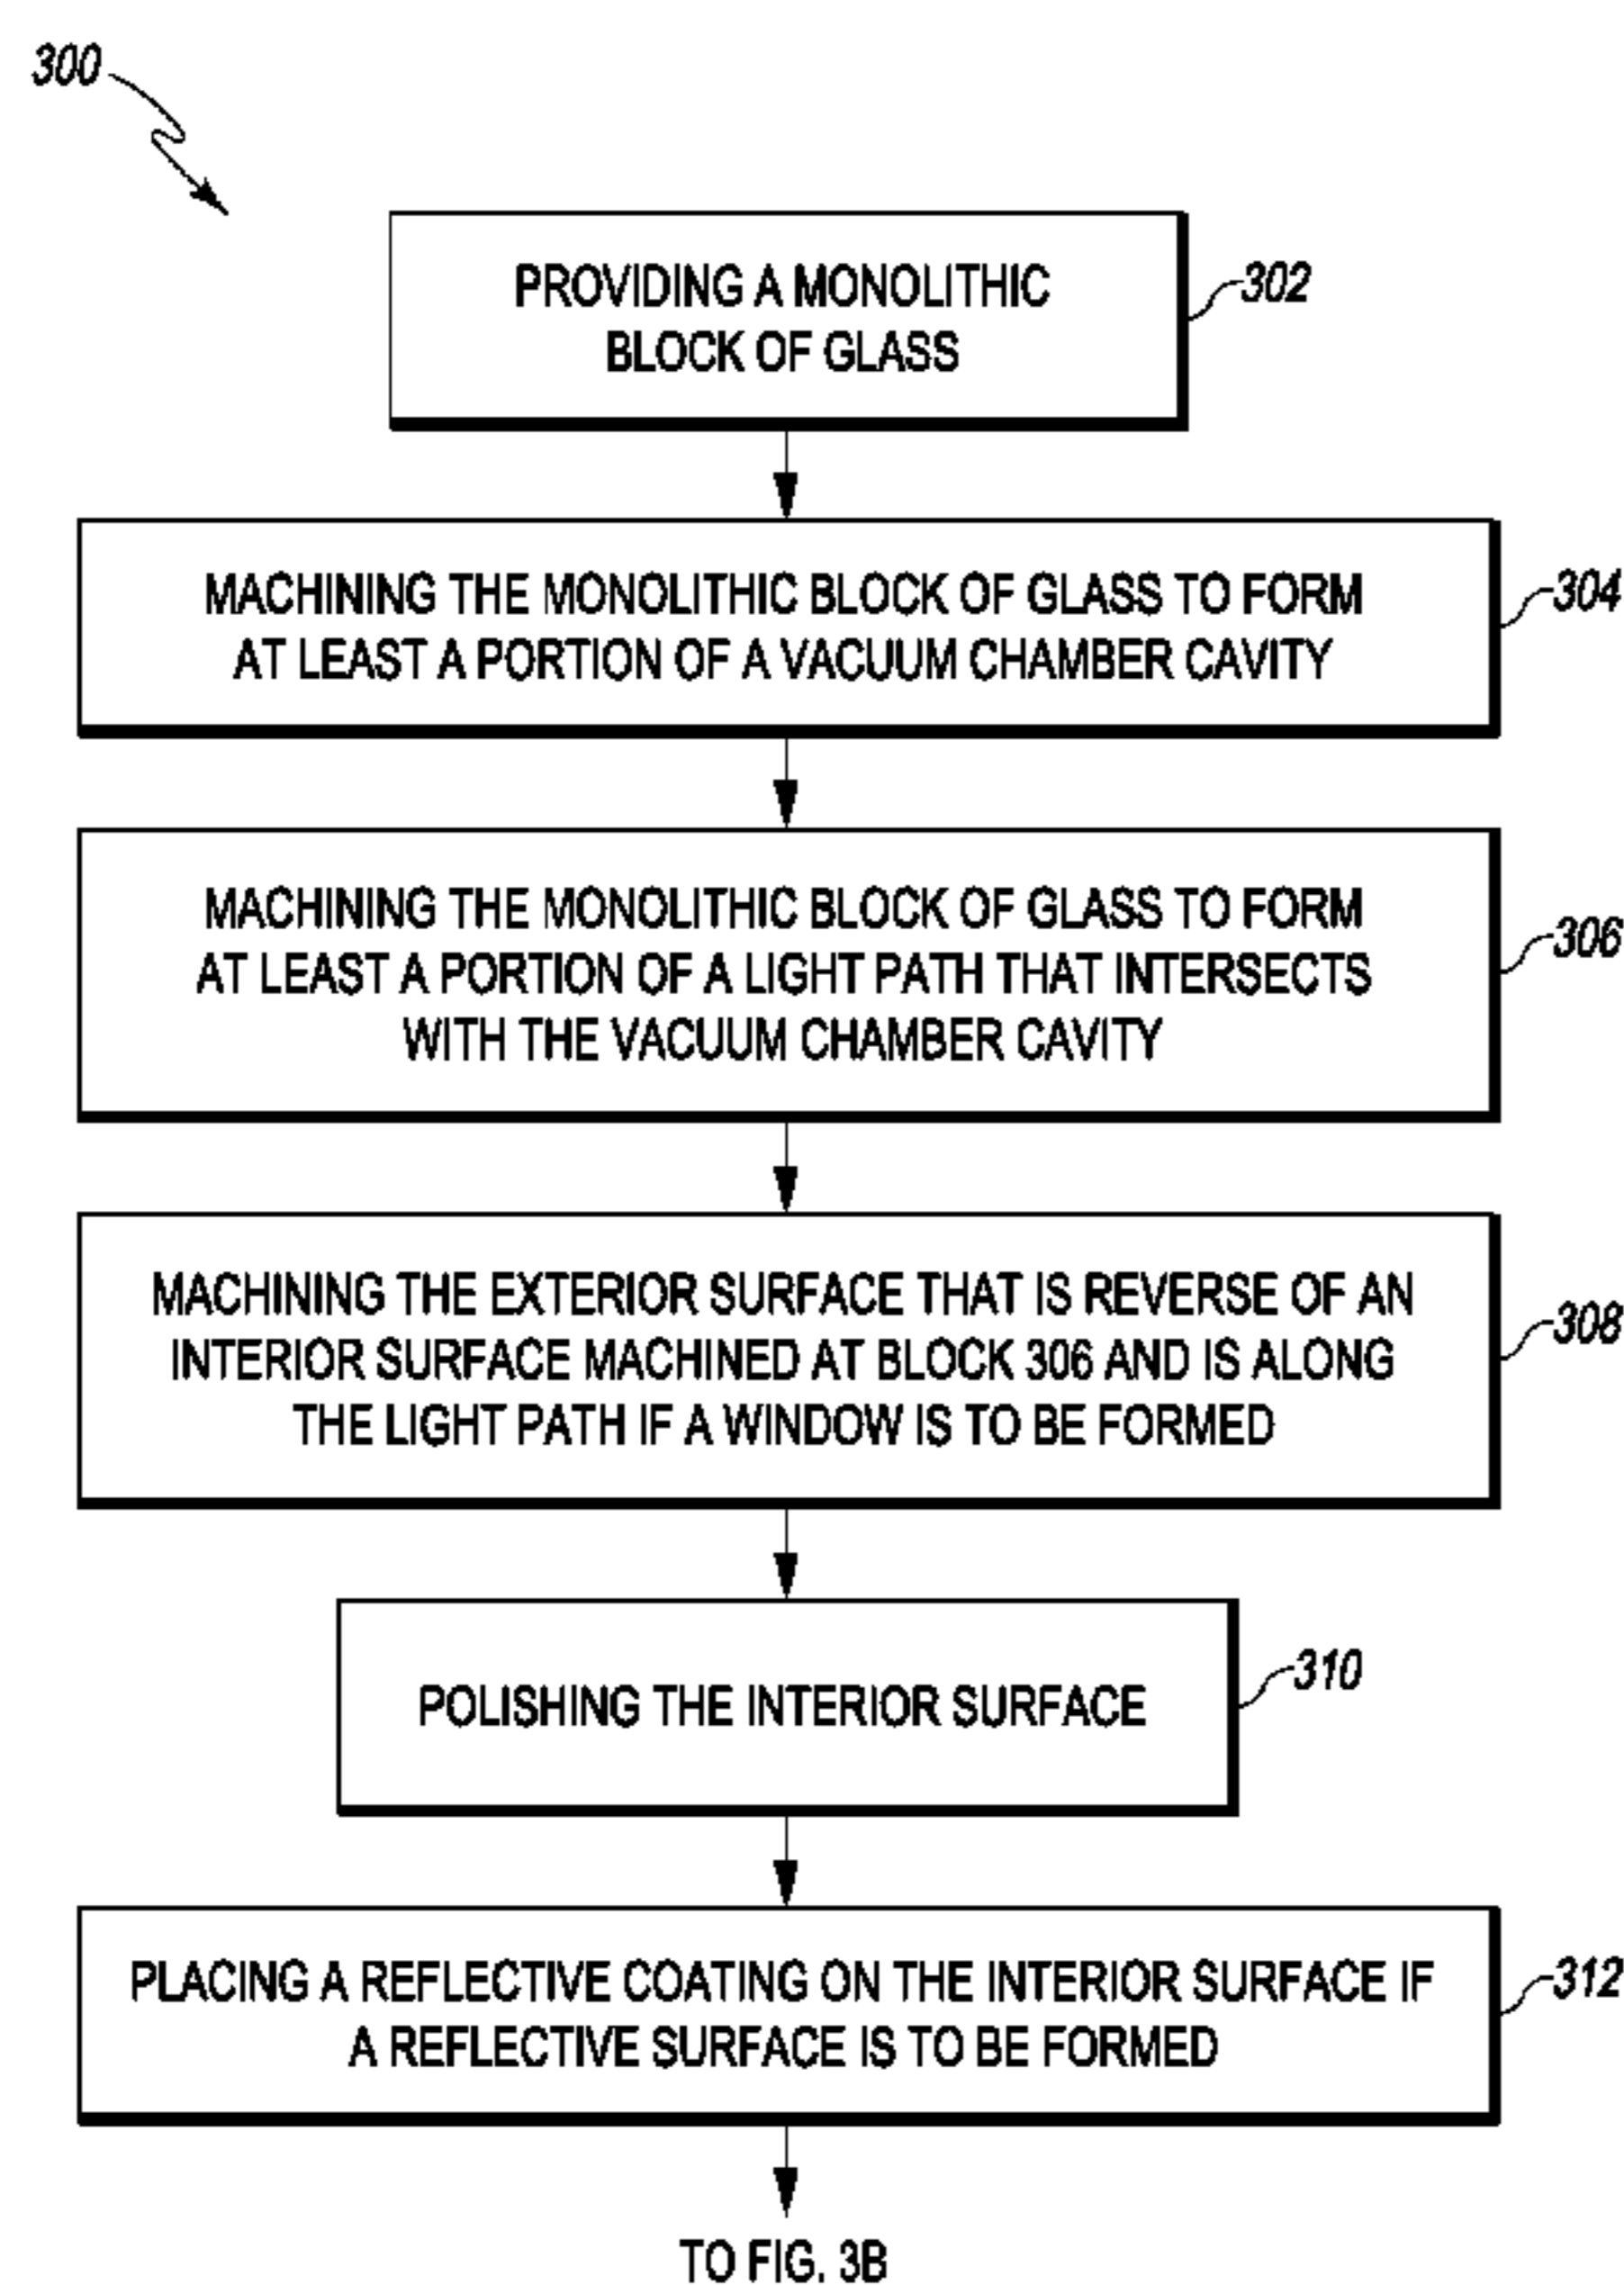 300
PROVIDING A MONOLITHIC
BLOCK OF GLASS
302
MACHINING THE MONOLITHIC BLOCK OF GLASS TO FORM
AT LEAST A PORTION OF A VACUUM CHAMBER CAVITY
304
MACHINING THE MONOLITHIC BLOCK OF GLASS TO FORM
AT LEAST A PORTION OF A LIGHT PATH THAT INTERSECTS
WITH THE VACUUM CHAMBER CAVITY
306
MACHINING THE EXTERIOR SURFACE THAT IS REVERSE OF AN
INTERIOR SURFACE MACHINED AT BLOCK 306 AND IS ALONG
THE LIGHT PATH IF A WINDOW IS TO BE FORMED
308
POLISHING THE INTERIOR SURFACE
310
PLACING A REFLECTIVE COATING ON THE INTERIOR SURFACE IF
A REFLECTIVE SURFACE IS TO BE FORMED
312
TO FIG. 3B